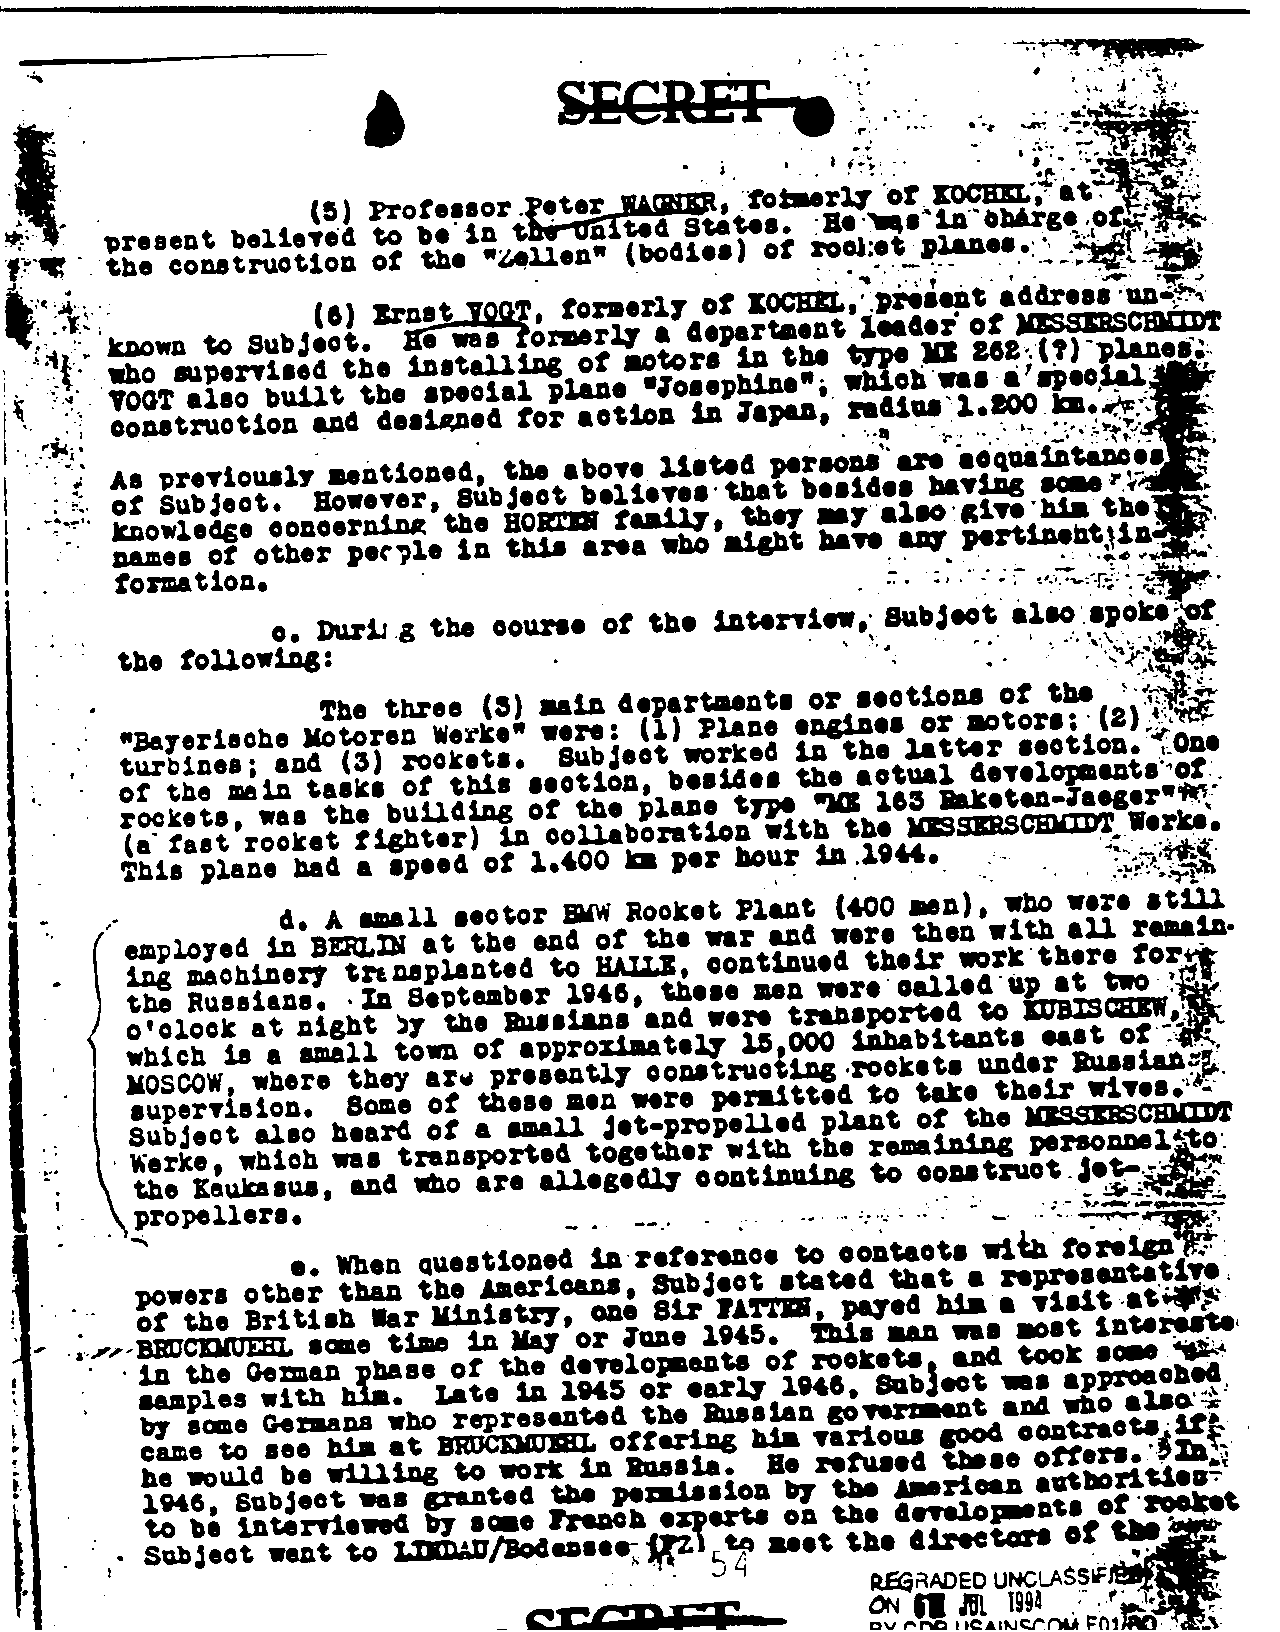 SECRET
(5) Professor Peter WAGNER, formerly of KOCHEL, at
present believed to be in the United States. He was in charge of
the construction of the "Zellen" (bodies) of rocket planes.
(6) Ernst VOGT, formerly of KOCHEL, present address un-
known to Subject. He was formerly a department leader of MESSERSCHMIDT
who supervised the installing of motors in the type ME 262 (?) planes.
VOGT also built the special plane "Josephine", which was a special
construction and designed for action in Japan, radius 1.200 km.
As previously mentioned, the above listed persons are acquaintances
of Subject. However, Subject believes that besides having some
knowledge concerning the HORTEN family, they may also give him the
names of other people in this area who might have any pertinent in-
formation.
c. During the course of the interview, Subject also spoke of
the following:
The three (3) main departments or sections of the
"Bayerische Motoren Werke" were: (1) Plane engines or motors; (2)
turbines; and (3) rockets. Subject worked in the latter section. One
of the main tasks of this section, besides the actual developments of
rockets, was the building of the plane type "ME 163 Raketen-Jaeger"
(a fast rocket fighter) in collaboration with the MESSERSCHMIDT Werke.
This plane had a speed of 1.400 km per hour in 1944.
d. A small sector BMW Rocket Plant (400 men), who were still
employed in BERLIN at the end of the war and were then with all remain-
ing machinery transplanted to HALLE, continued their work there for
the Russians. In September 1946, these men were called up at two
o'clock at night by the Russians and were transported to KUBISCHEW,
which is a small town of approximately 15,000 inhabitants east of
MOSCOW, where they are presently constructing rockets under Russian
supervision. Some of these men were permitted to take their wives.
Subject also heard of a small jet-propelled plant of the MESSERSCHMIDT
Werke, which was transported together with the remaining personnel to
the Kaukasus, and who are allegedly continuing to construct jet-
propellers.
e. When questioned in reference to contacts with foreign
powers other than the Americans, Subject stated that a representative
of the British War Ministry, one Sir FATTEN, payed him a visit at
BRUCKMUEHL some time in May or June 1945. This man was most intereste
in the German phase of the developments of rockets, and took some
samples with him. Late in 1945 or early 1946, Subject was approached
by some Germans who represented the Russian government and who also
came to see him at BRUCKMUEHL offering him various good contracts if
he would be willing to work in Russia. He refused these offers. In
1946, Subject was granted the permission by the American authorities
to be interviewed by some French experts on the developments of rocket
Subject went to LINDAU/Bodensee (FZ) to meet the directors of the
54
REGRADED UNCLASSIFIED
ON JUL 1994
BY CDR USAINSCOM F01/PO
SECRET